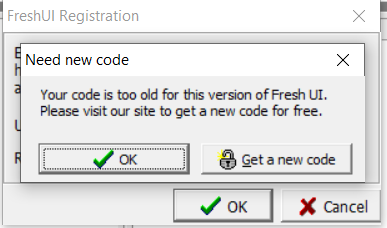 FreshUI Registration
Need new code
Your code is too old for this version of Fresh UI.
Please visit our site to get a new code for free.
OK
Get a new code
OK
Cancel